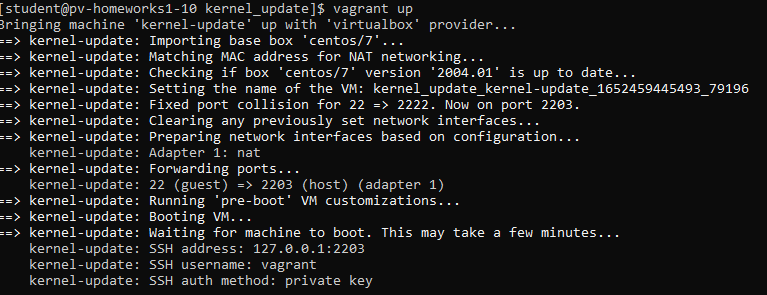 [student@pv-homeworks1-10 kernel_update]$ vagrant up
Bringing machine 'kernel-update' up with 'virtualbox' provider...
==> kernel-update: Importing base box 'centos/7'...
==> kernel-update: Matching MAC address for NAT networking...
==> kernel-update: Checking if box 'centos/7' version '2004.01' is up to date...
==> kernel-update: Setting the name of the VM: kernel_update_kernel-update_1652459445493_79196
==> kernel-update: Fixed port collision for 22 => 2222. Now on port 2203.
==> kernel-update: Clearing any previously set network interfaces...
==> kernel-update: Preparing network interfaces based on configuration...
    kernel-update: Adapter 1: nat
==> kernel-update: Forwarding ports...
    kernel-update: 22 (guest) => 2203 (host) (adapter 1)
==> kernel-update: Running 'pre-boot' VM customizations...
==> kernel-update: Booting VM...
==> kernel-update: Waiting for machine to boot. This may take a few minutes...
    kernel-update: SSH address: 127.0.0.1:2203
    kernel-update: SSH username: vagrant
    kernel-update: SSH auth method: private key